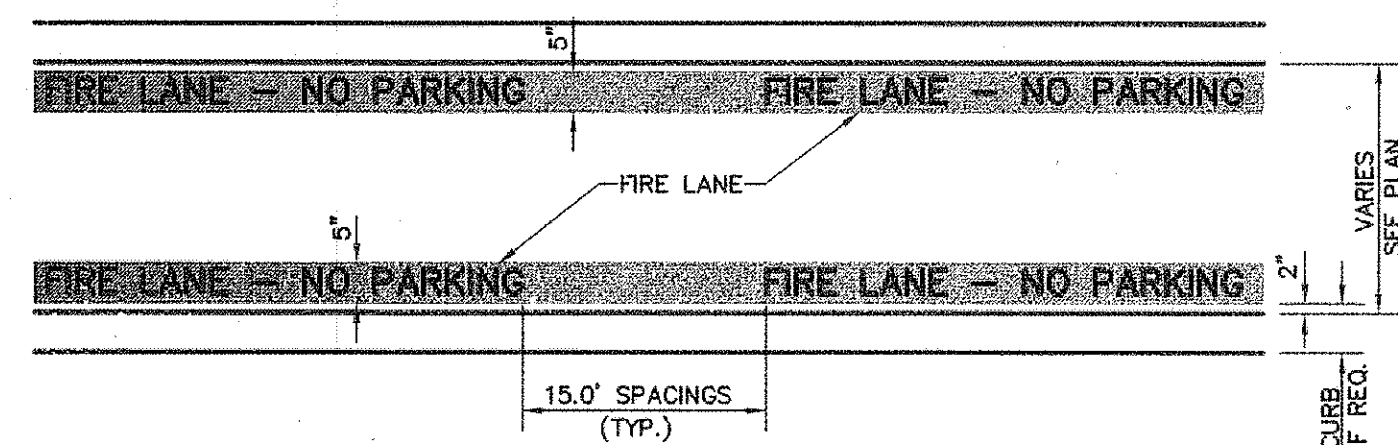 5"
FIRE LANE — NO PARKING FIRE LANE — NO PARKING
FIRE LANE
VARIES
SEE PLAN
5"
2"
FIRE LANE — NO PARKING FIRE LANE — NO PARKING
15.0' SPACINGS
(TYP.)
CURB
IF REQ.